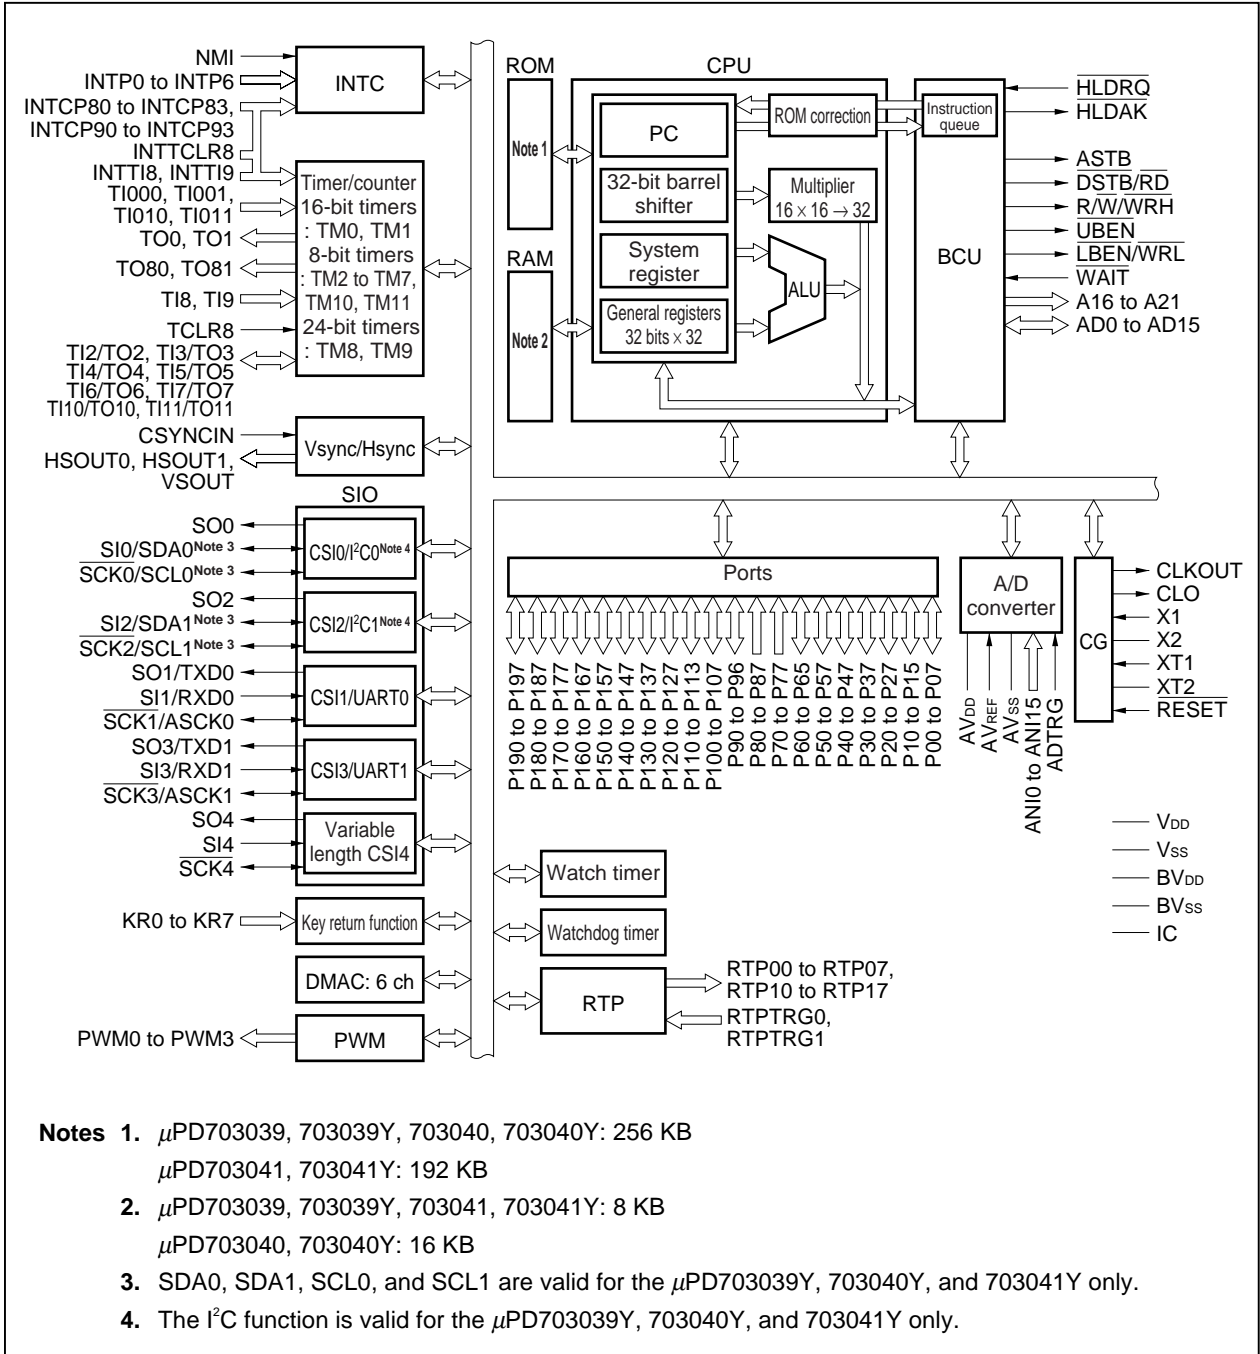 NMI
INTP0 to INTP6
INTCP80 to INTCP83,
INTCP90 to INTCP93
INTTCLR8
INTTI8, INTTI9
TI000, TI001,
TI010, TI011
TO0, TO1
TO80, TO81
TI8, TI9
TCLR8
TI2/TO2, TI3/TO3
TI4/TO4, TI5/TO5
TI6/TO6, TI7/TO7
TI10/TO10, TI11/TO11
CSYNCIN
HSOUT0, HSOUT1,
VSOUT
INTC
Timer/counter
16-bit timers
: TM0, TM1
8-bit timers
: TM2 to TM7,
TM10, TM11
24-bit timers
: TM8, TM9
Vsync/Hsync
SIO
SO0
SI0/SDA0Note 3
SCK0/SCL0Note 3
CSI0/I²C0Note 4
SO2
SI2/SDA1Note 3
SCK2/SCL1Note 3
CSI2/I²C1Note 4
SO1/TXD0
SI1/RXD0
SCK1/ASCK0
CSI1/UART0
SO3/TXD1
SI3/RXD1
SCK3/ASCK1
CSI3/UART1
SO4
SI4
SCK4
Variable
length CSI4
KR0 to KR7
Key return function
DMAC: 6 ch
PWM0 to PWM3
PWM
ROM
Note 1
RAM
Note 2
CPU
PC
32-bit barrel
shifter
System
register
General registers
32 bits × 32
ROM correction
Multiplier
16 × 16 → 32
ALU
Instruction
queue
BCU
HLDRQ
HLDAK
ASTB
DSTB/RD
R/W/WRH
UBEN
LBEN/WRL
WAIT
A16 to A21
AD0 to AD15
Ports
P190 to P197
P180 to P187
P170 to P177
P160 to P167
P150 to P157
P140 to P147
P130 to P137
P120 to P127
P110 to P113
P100 to P107
P90 to P96
P80 to P87
P70 to P77
P60 to P65
P50 to P57
P40 to P47
P30 to P37
P20 to P27
P10 to P15
P00 to P07
A/D
converter
AVDD
AVREF
AVSS
ANI0 to ANI15
ADTRG
CG
CLKOUT
CLO
X1
X2
XT1
XT2
RESET
VDD
VSS
BVDD
BVSS
IC
Watch timer
Watchdog timer
RTP
RTP00 to RTP07,
RTP10 to RTP17
RTPTRG0,
RTPTRG1
Notes 1. μPD703039, 703039Y, 703040, 703040Y: 256 KB
μPD703041, 703041Y: 192 KB
2. μPD703039, 703039Y, 703041, 703041Y: 8 KB
μPD703040, 703040Y: 16 KB
3. SDA0, SDA1, SCL0, and SCL1 are valid for the μPD703039Y, 703040Y, and 703041Y only.
4. The I²C function is valid for the μPD703039Y, 703040Y, and 703041Y only.